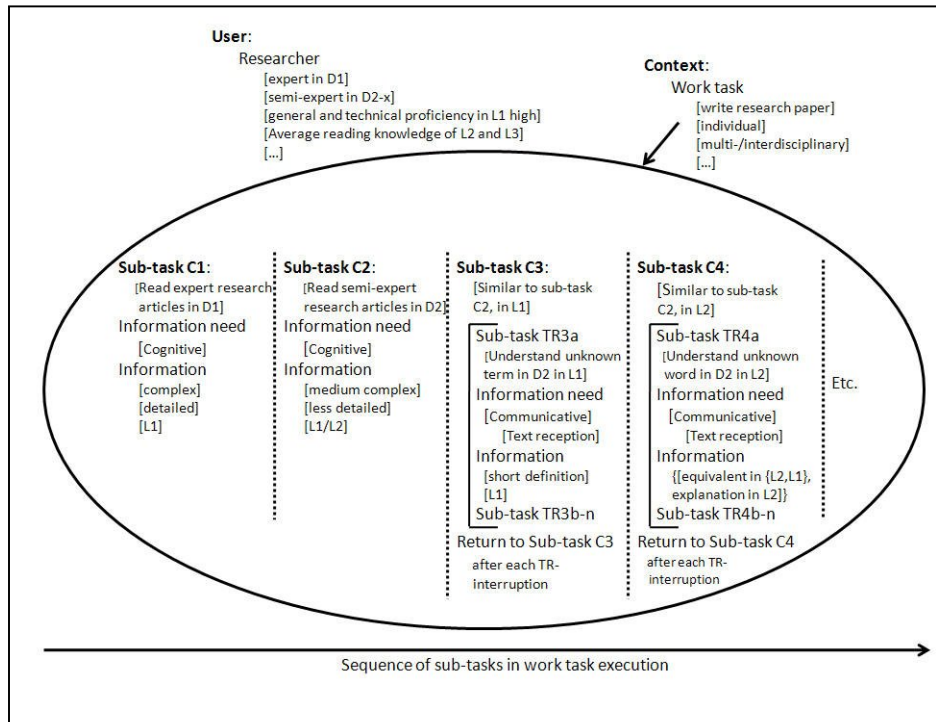 User:
Researcher
[expert in D1]
[semi-expert in D2-x]
[general and technical proficiency in L1 high]
[Average reading knowledge of L2 and L3]
[...]
Context:
Work task
[write research paper]
[individual]
[multi-/interdisciplinary]
[...]
Sub-task C1:
[Read expert research
articles in D1]
Information need
[Cognitive]
Information
[complex]
[detailed]
[L1]
Sub-task C2:
[Read semi-expert
research articles in D2]
Information need
[Cognitive]
Information
[medium complex]
[less detailed]
[L1/L2]
Sub-task C3:
[Similar to sub-task
C2, in L1]
Sub-task TR3a
[Understand unknown
term in D2 in L1]
Information need
[Communicative]
[Text reception]
Information
[short definition]
[L1]
Sub-task TR3b-n
Return to Sub-task C3
after each TR-
interruption
Sub-task C4:
[Similar to sub-task
C2, in L2]
Sub-task TR4a
[Understand unknown
word in D2 in L2]
Information need
[Communicative]
[Text reception]
Information
{[equivalent in {L2,L1},
explanation in L2]}
Sub-task TR4b-n
Return to Sub-task C4
after each TR-
interruption
Etc.
Sequence of sub-tasks in work task execution